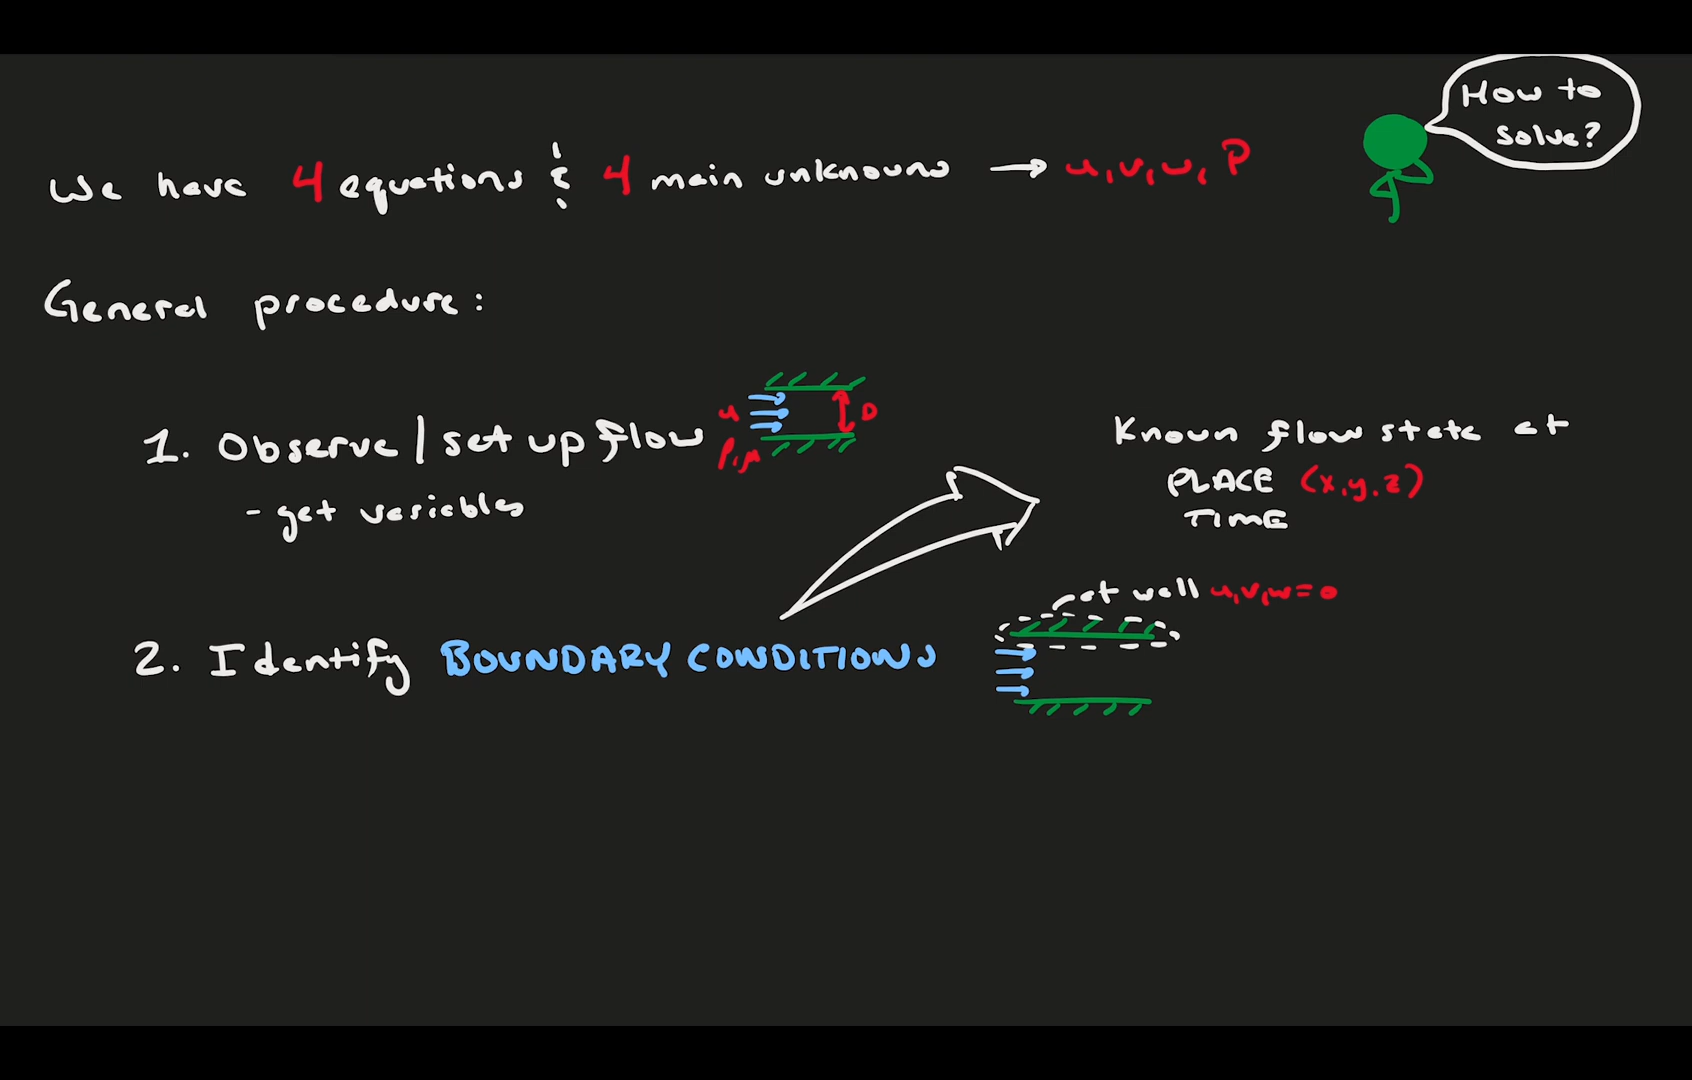 How to
solve?
We have 4 equations & 4 main unknowns → u, v, w, P
General procedure:
1. Observe / set up flow
- get variables
u
D
ρ, μ
Known flow state at
PLACE (x, y, z)
TIME
2. Identify BOUNDARY CONDITIONS
at wall u, v, w = 0